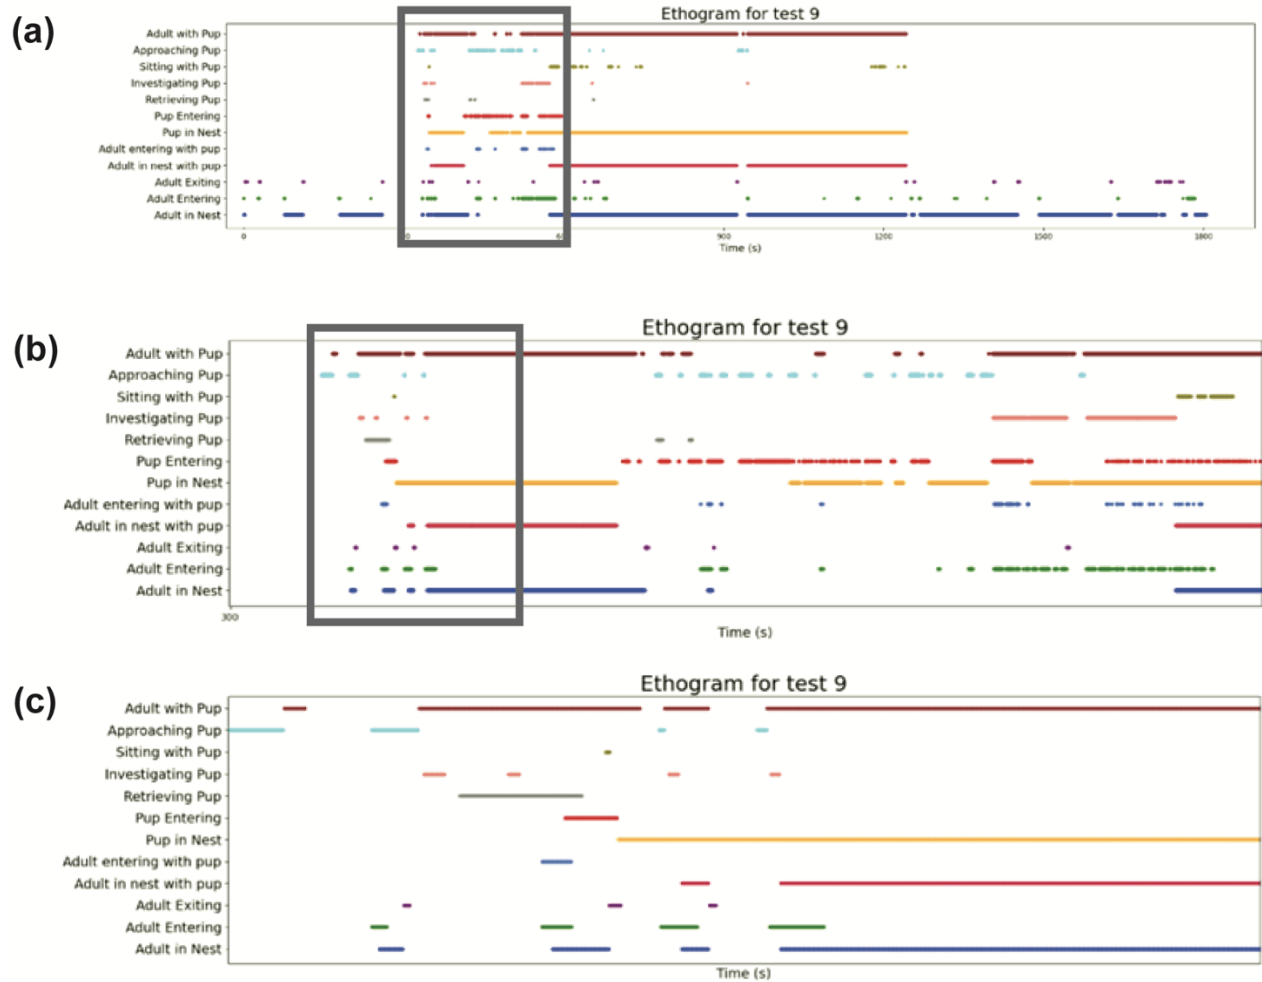 (a)
Ethogram for test 9
Adult with Pup
Approaching Pup
Sitting with Pup
Investigating Pup
Retrieving Pup
Pup Entering
Pup in Nest
Adult entering with pup
Adult in nest with pup
Adult Exiting
Adult Entering
Adult in Nest
0 900 1200 1500 1800
Time (s)
(b)
Ethogram for test 9
Adult with Pup
Approaching Pup
Sitting with Pup
Investigating Pup
Retrieving Pup
Pup Entering
Pup in Nest
Adult entering with pup
Adult in nest with pup
Adult Exiting
Adult Entering
Adult in Nest
300
Time (s)
(c)
Ethogram for test 9
Adult with Pup
Approaching Pup
Sitting with Pup
Investigating Pup
Retrieving Pup
Pup Entering
Pup in Nest
Adult entering with pup
Adult in nest with pup
Adult Exiting
Adult Entering
Adult in Nest
Time (s)